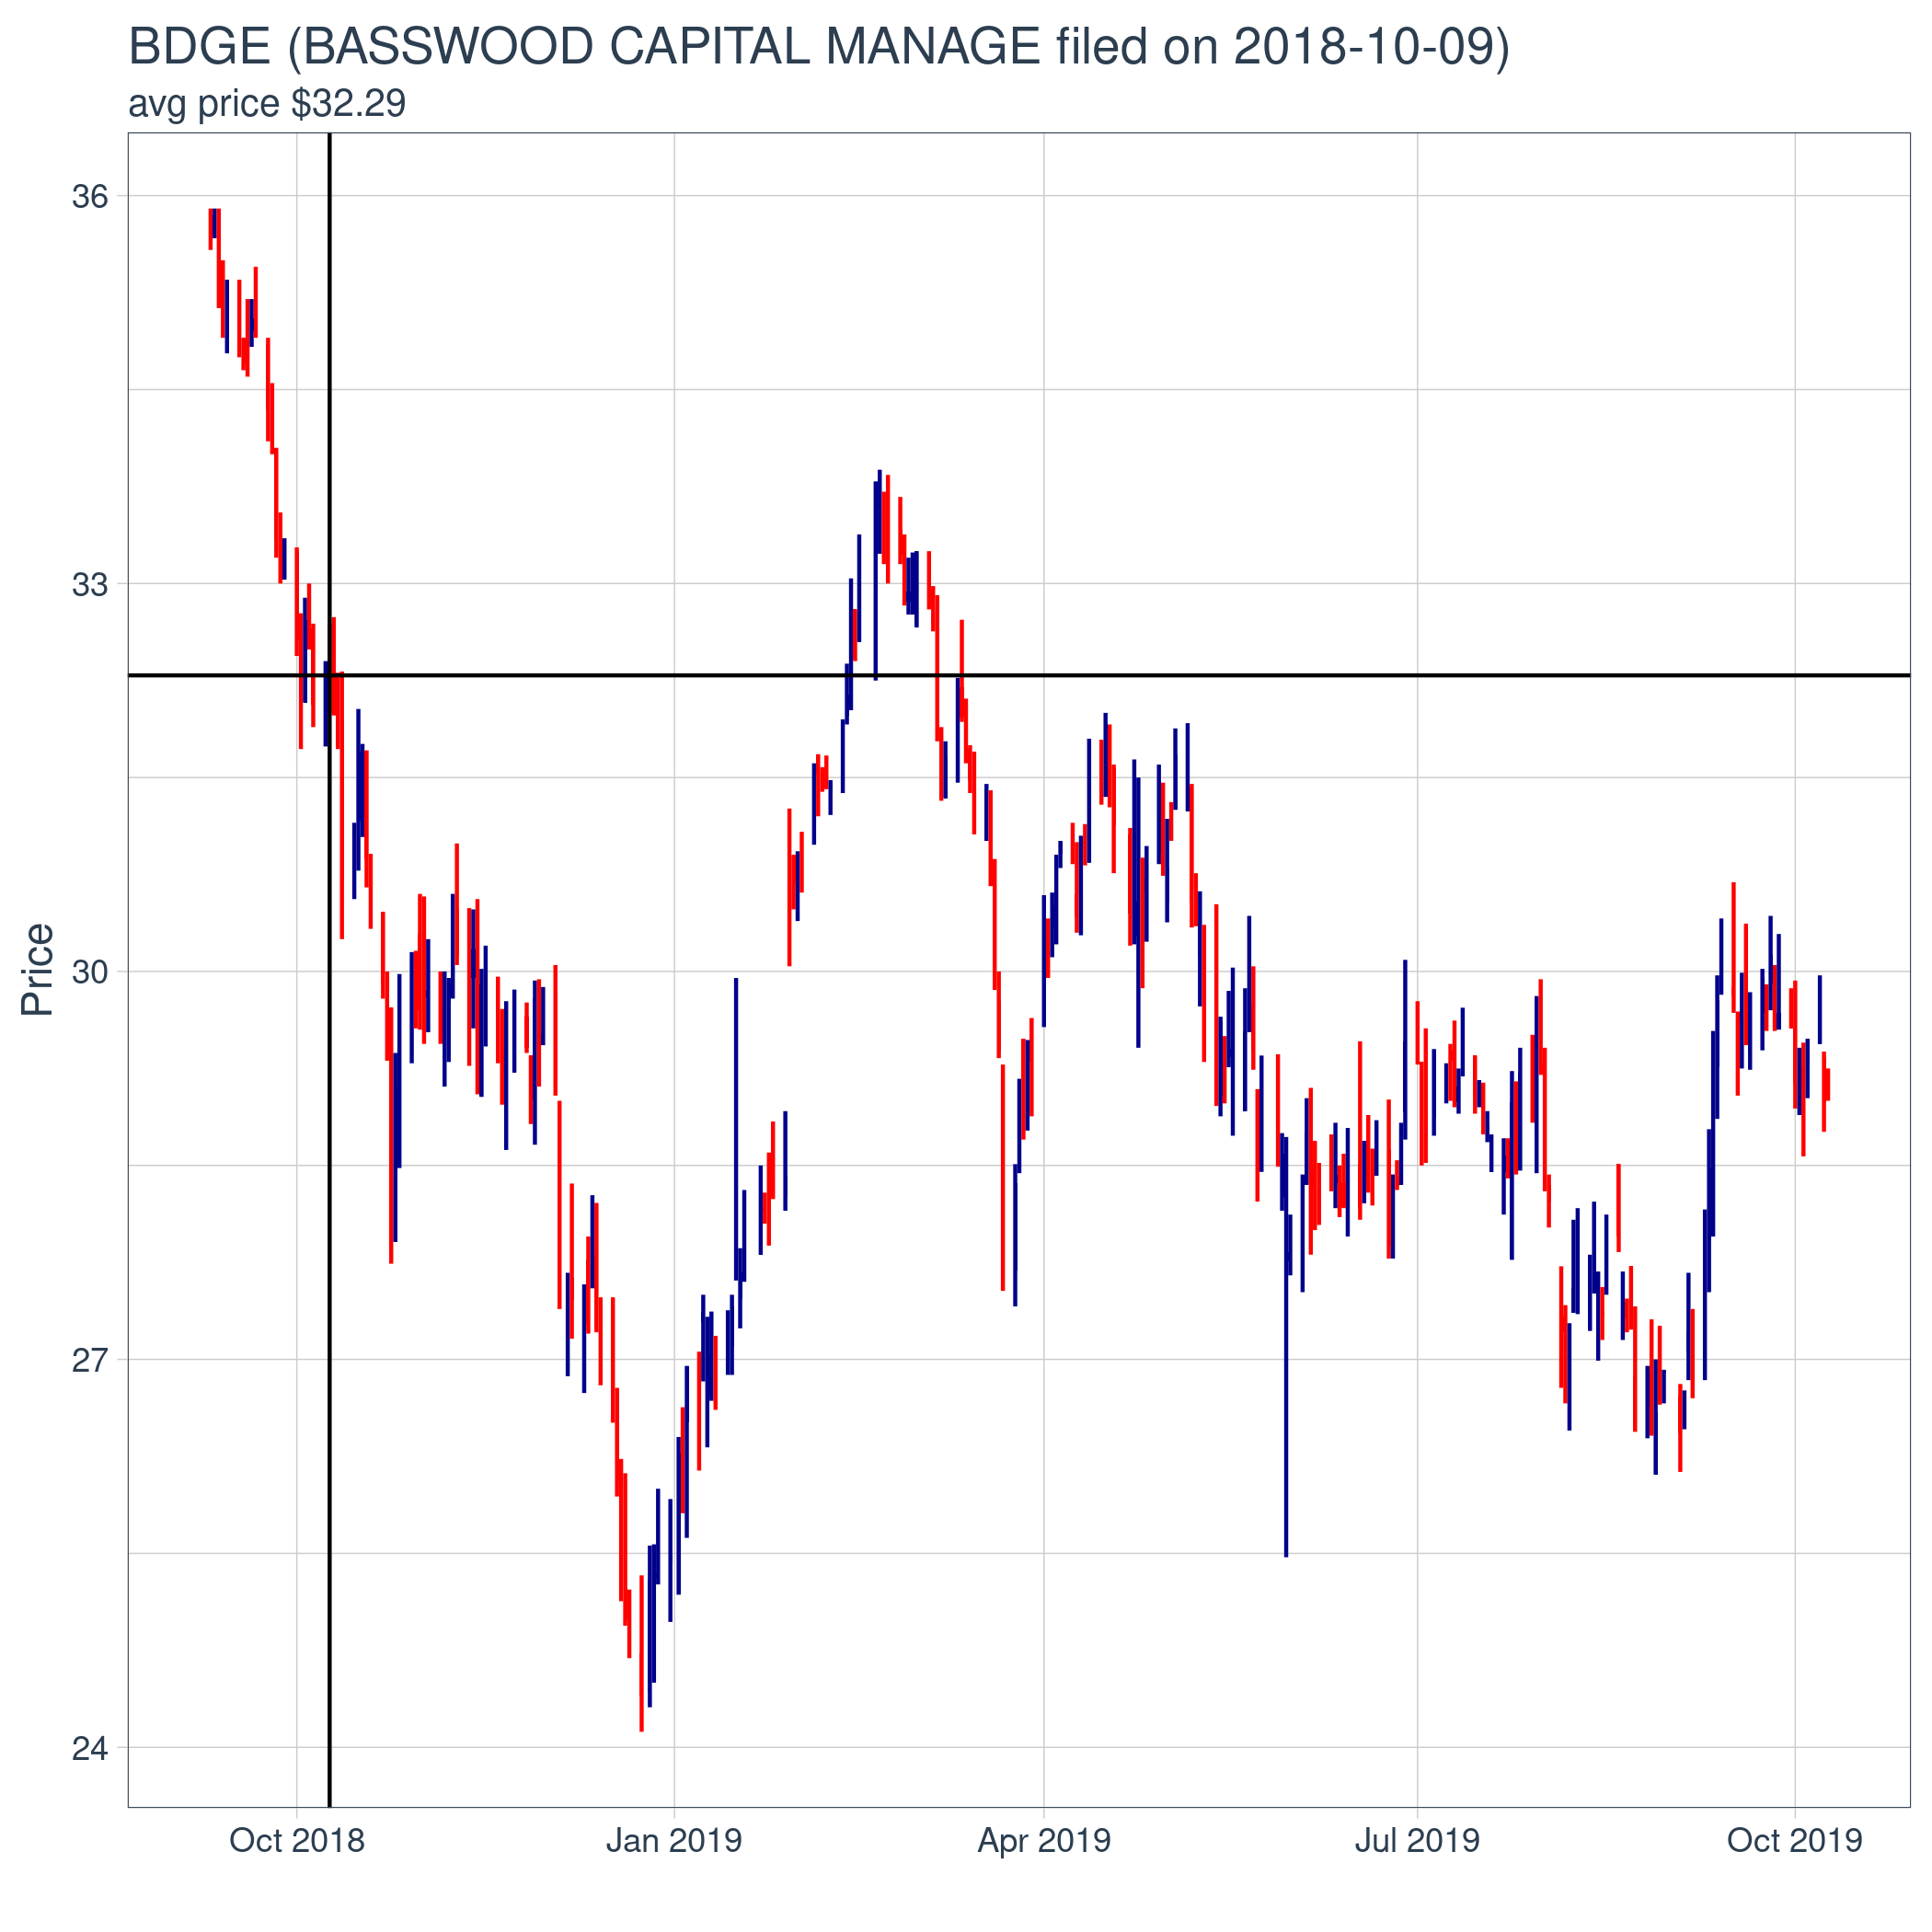 BDGE (BASSWOOD CAPITAL MANAGE filed on 2018-10-09)
avg price $32.29
36
33
30
27
24
Price
Oct 2018
Jan 2019
Apr 2019
Jul 2019
Oct 2019